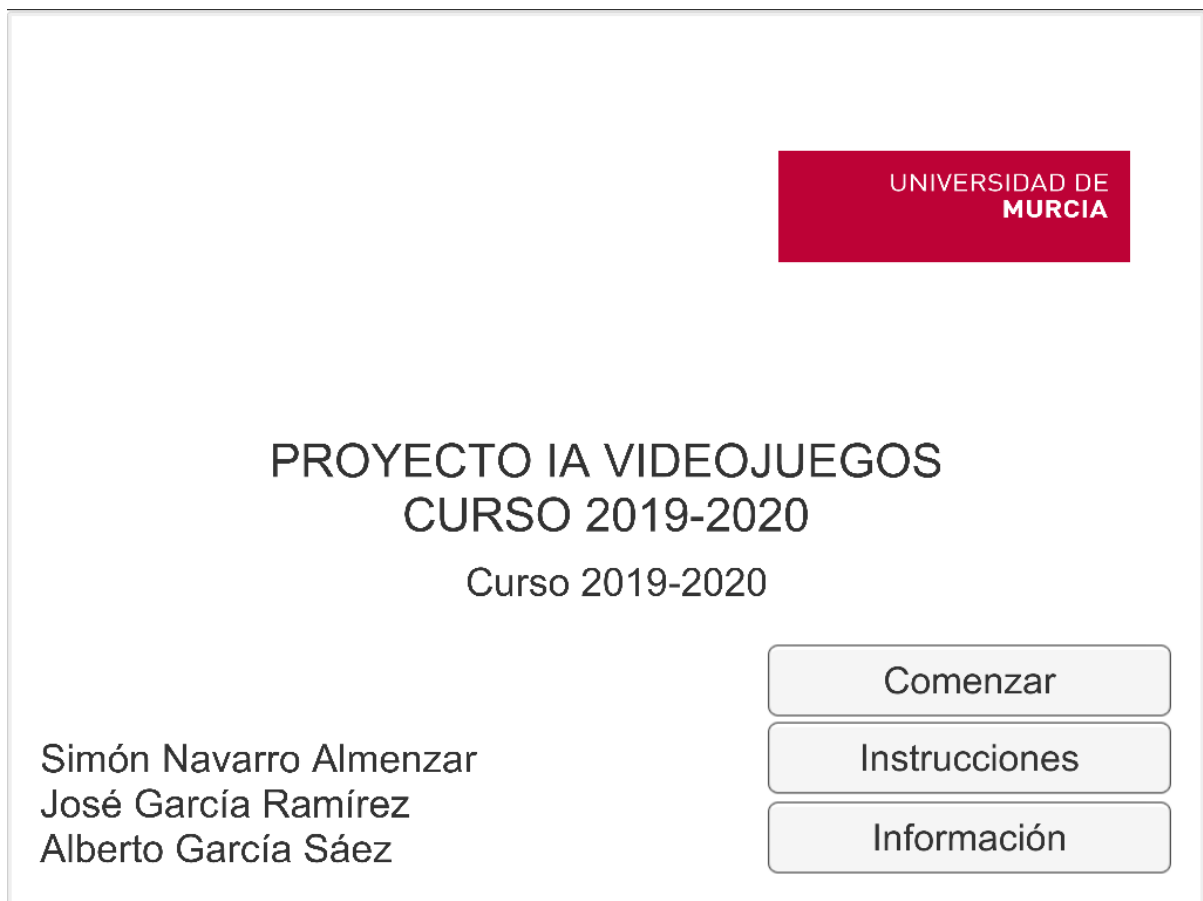 UNIVERSIDAD DE
MURCIA
PROYECTO IA VIDEOJUEGOS
CURSO 2019-2020
Curso 2019-2020
Comenzar
Instrucciones
Información
Simón Navarro Almenzar
José García Ramírez
Alberto García Sáez